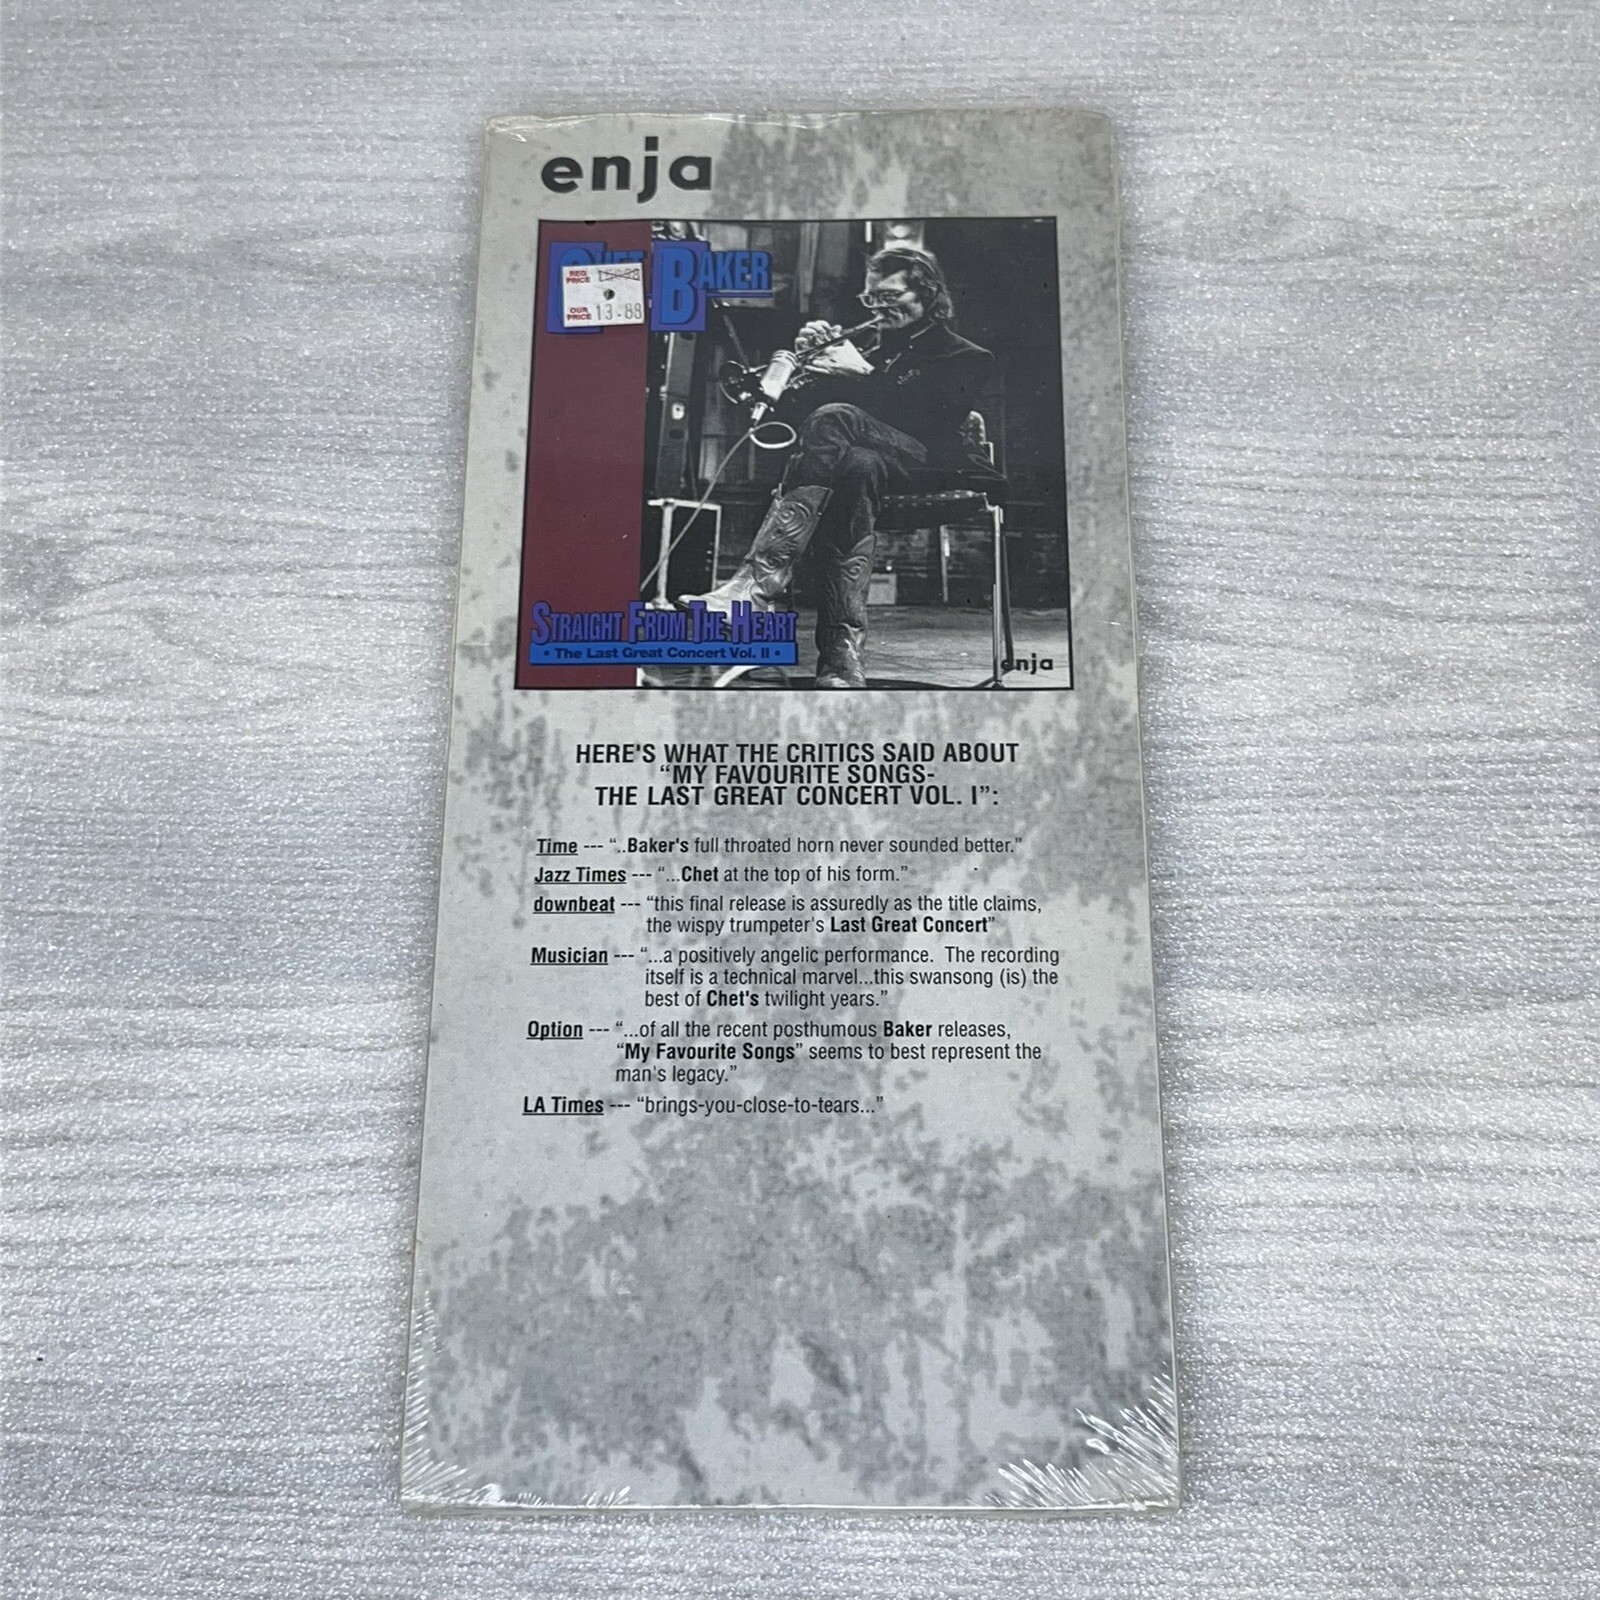 enja
CHET BAKER
REG PRICE
OUR PRICE 13.88
STRAIGHT FROM THE HEART
• The Last Great Concert Vol. II •
enja
HERE'S WHAT THE CRITICS SAID ABOUT
“MY FAVOURITE SONGS-
THE LAST GREAT CONCERT VOL. I”:
Time --- “..Baker's full throated horn never sounded better.”
Jazz Times --- “...Chet at the top of his form.”
downbeat --- “this final release is assuredly as the title claims,
the wispy trumpeter's Last Great Concert”
Musician --- “...a positively angelic performance. The recording
itself is a technical marvel...this swansong (is) the
best of Chet's twilight years.”
Option --- “...of all the recent posthumous Baker releases,
“My Favourite Songs” seems to best represent the
man's legacy.”
LA Times --- “brings-you-close-to-tears...”